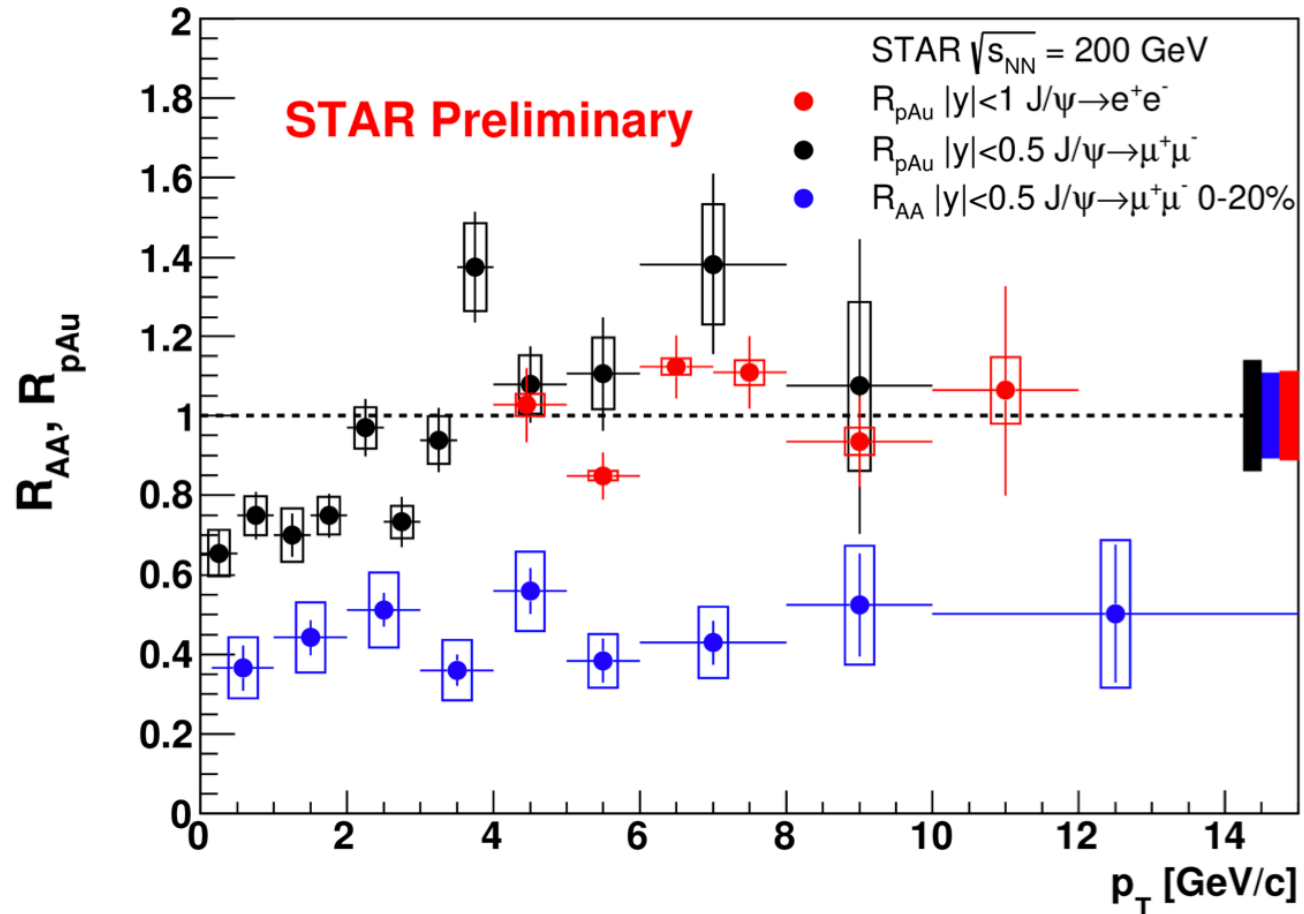 STAR √s_NN = 200 GeV
R_pAu |y|<1 J/ψ→e⁺e⁻
STAR Preliminary
R_pAu |y|<0.5 J/ψ→μ⁺μ⁻
R_AA |y|<0.5 J/ψ→μ⁺μ⁻ 0-20%
R_AA, R_pAu
2
1.8
1.6
1.4
1.2
1
0.8
0.6
0.4
0.2
0
0 2 4 6 8 10 12 14
p_T [GeV/c]